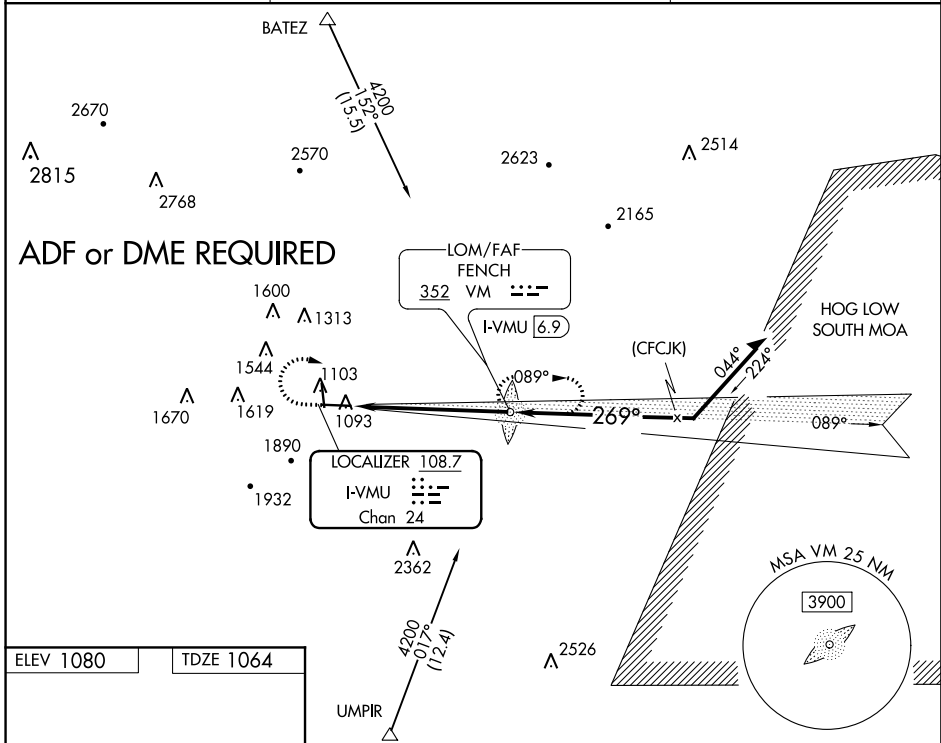 BATEZ
4200
152°
(15.5)
2670
2815
2768
2570
2623
2514
2165
ADF or DME REQUIRED
LOM/FAF
FENCH
352 VM
I-VMU 6.9
HOG LOW
SOUTH MOA
(CFCJK)
044°
224°
1600
1313
1544
1103
1670
1619
1093
089°
269°
089°
1890
1932
LOCALIZER 108.7
I-VMU
Chan 24
2362
4200
017°
(12.4)
2526
UMPIR
MSA VM 25 NM
3900
ELEV 1080
TDZE 1064